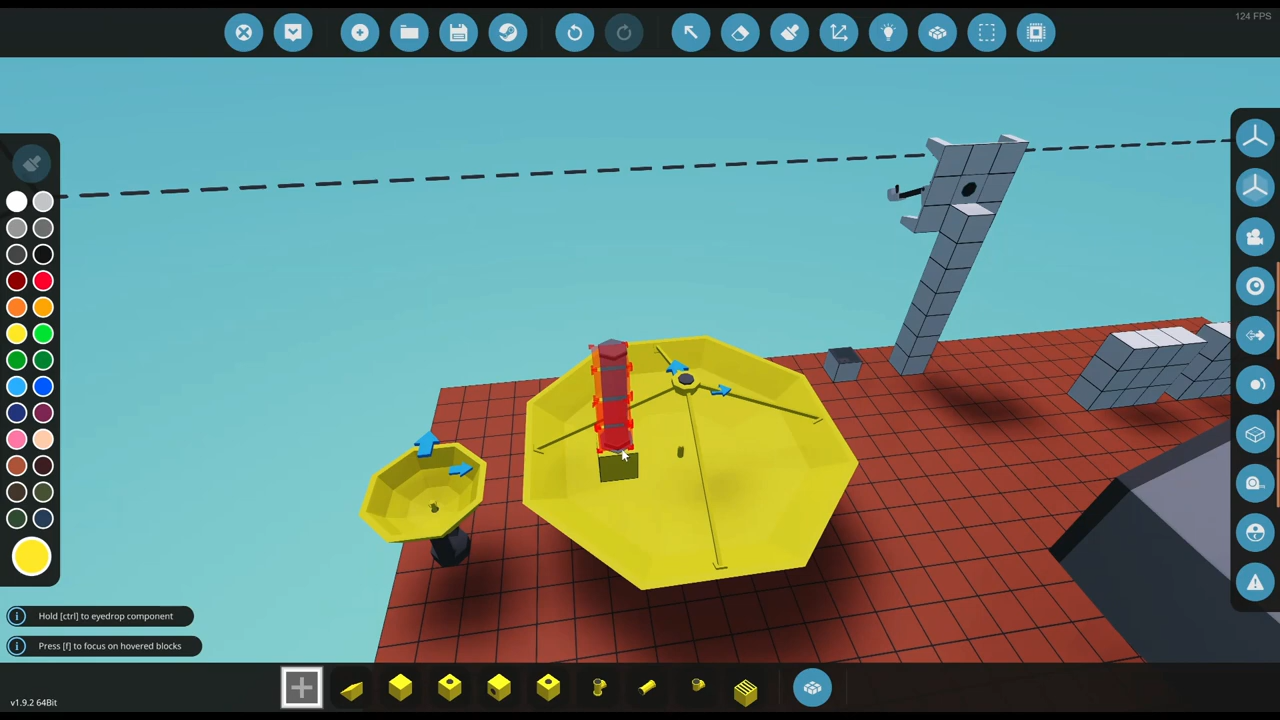 124 FPS
Hold [ctrl] to eyedrop component
Press [f] to focus on hovered blocks
v1.9.2 64Bit